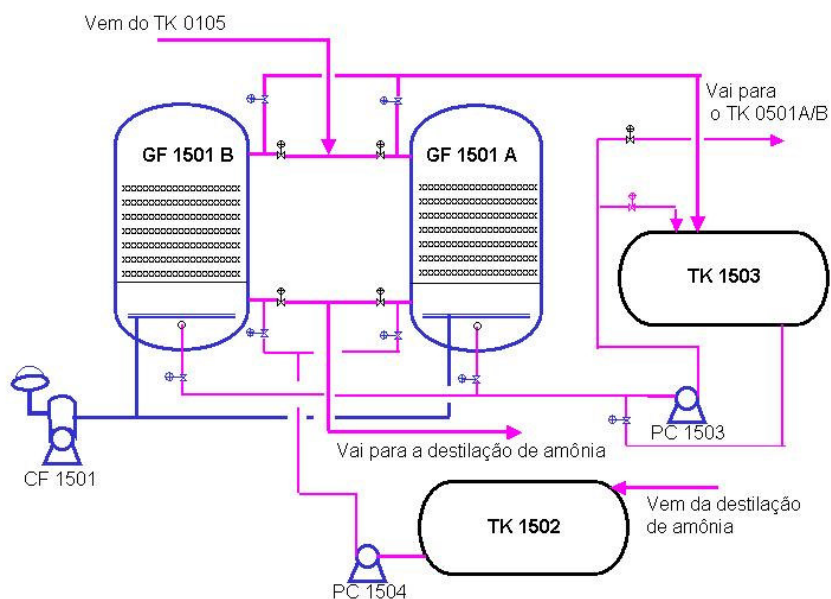 Vem do TK 0105
Vai para
o TK 0501A/B
GF 1501 B
GF 1501 A
TK 1503
PC 1503
Vai para a destilação de amônia
CF 1501
TK 1502
Vem da destilação
de amônia
PC 1504